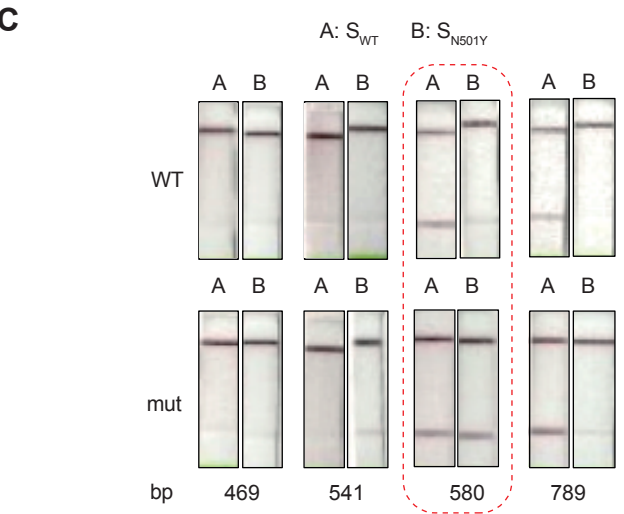 C
A: S_WT B: S_N501Y
A B A B A B A B
WT
A B A B A B A B
mut
bp 469 541 580 789